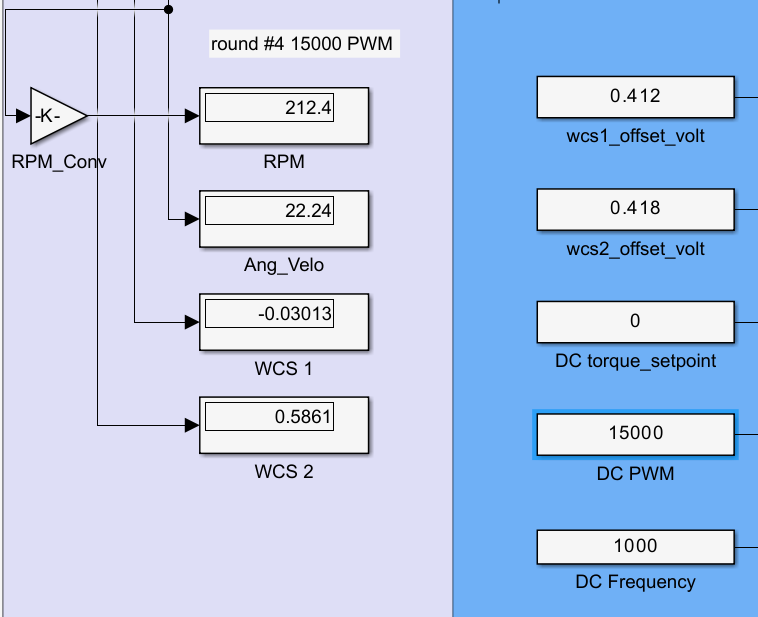 round #4 15000 PWM
-K-
RPM_Conv
212.4
RPM
22.24
Ang_Velo
-0.03013
WCS 1
0.5861
WCS 2
0.412
wcs1_offset_volt
0.418
wcs2_offset_volt
0
DC torque_setpoint
15000
DC PWM
1000
DC Frequency